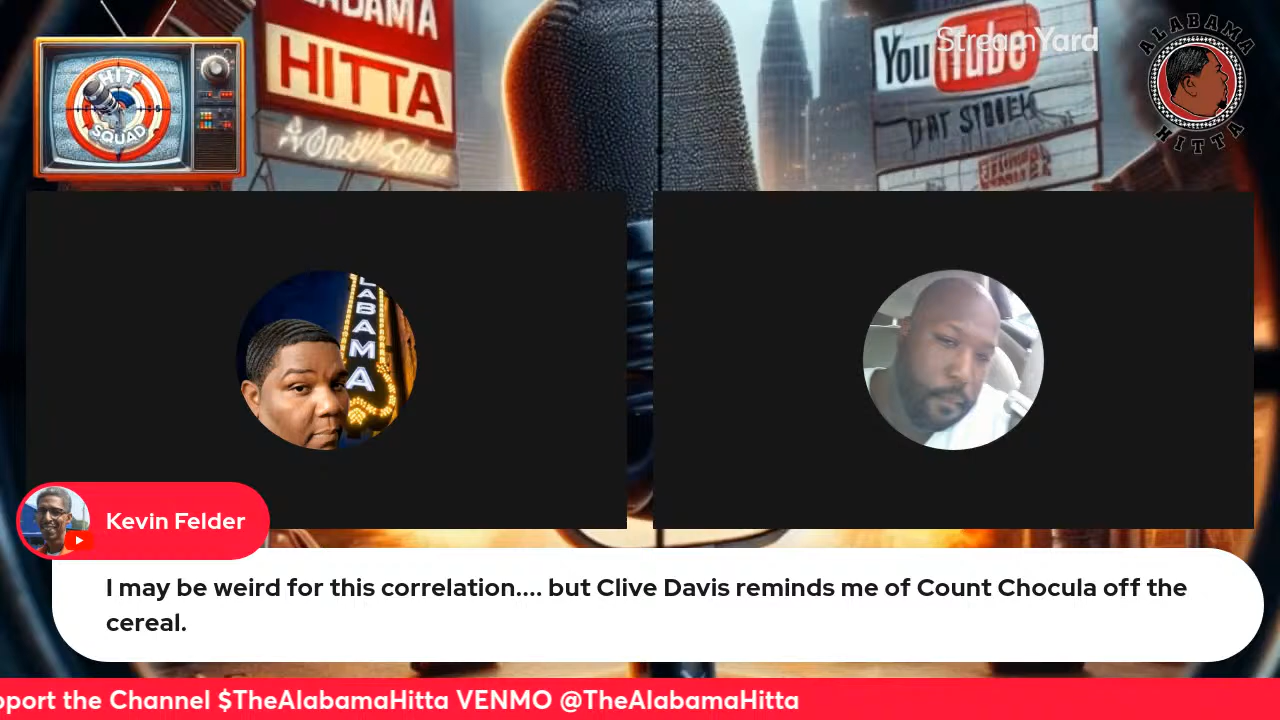 ALABAMA
HITTA
HIT
SQUAD
YouTube
StreamYard
ALABAMA
HITTA
LABAMA
Kevin Felder
I may be weird for this correlation.... but Clive Davis reminds me of Count Chocula off the
cereal.
pport the Channel $TheAlabamaHitta VENMO @TheAlabamaHitta